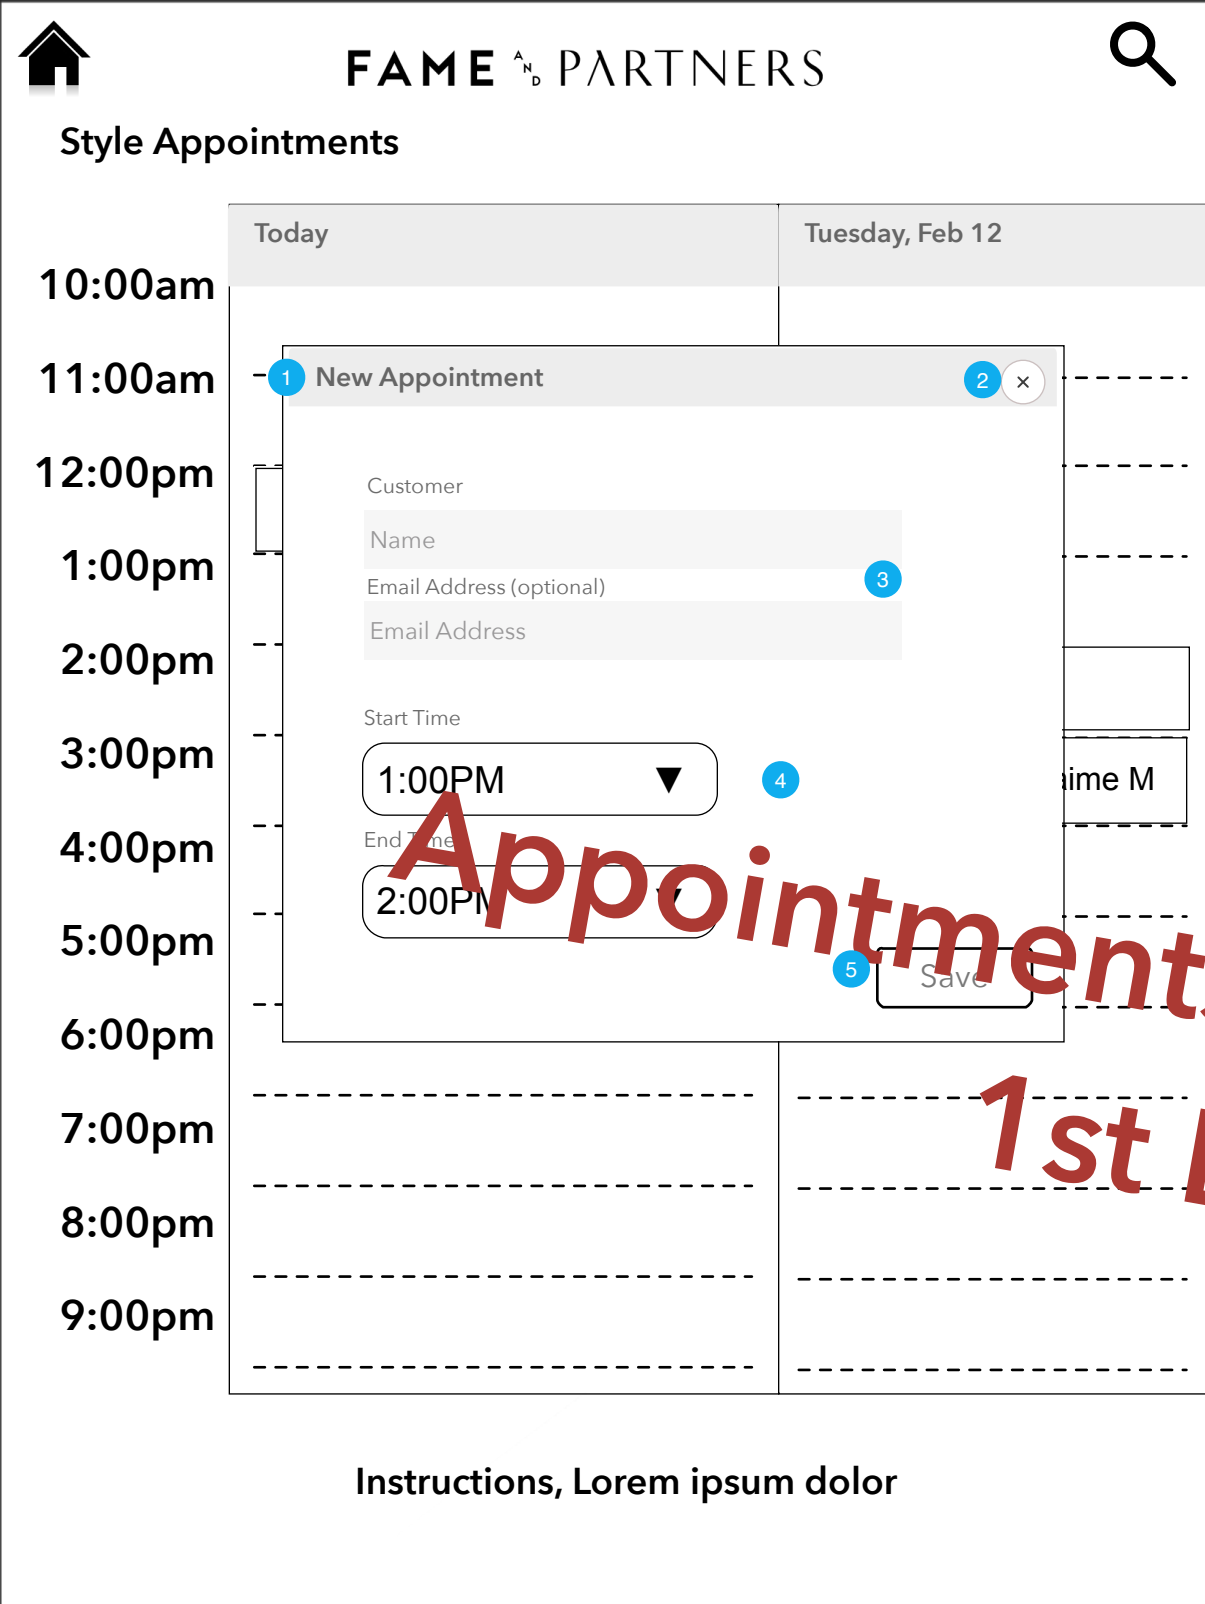 FAME AND PARTNERS
Style Appointments
Today
Tuesday, Feb 12
10:00am
11:00am
1 New Appointment 2 ×
12:00pm
Customer
Name
1:00pm
Email Address (optional)
3
Email Address
2:00pm
Start Time
3:00pm
1:00PM
4
aime M
End Time
4:00pm
2:00PM
Appointments
5:00pm
5
Save
6:00pm
1st
7:00pm
8:00pm
9:00pm
Instructions, Lorem ipsum dolor